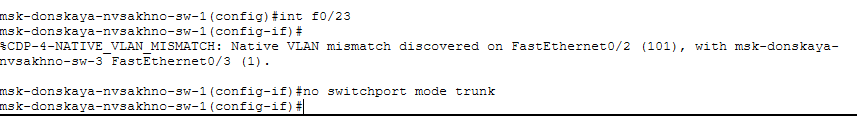 msk-donskaya-nvsakhno-sw-1(config)#int f0/23
msk-donskaya-nvsakhno-sw-1(config-if)#
%CDP-4-NATIVE_VLAN_MISMATCH: Native VLAN mismatch discovered on FastEthernet0/2 (101), with msk-donskaya-
nvsakhno-sw-3 FastEthernet0/3 (1).
msk-donskaya-nvsakhno-sw-1(config-if)#no switchport mode trunk
msk-donskaya-nvsakhno-sw-1(config-if)#